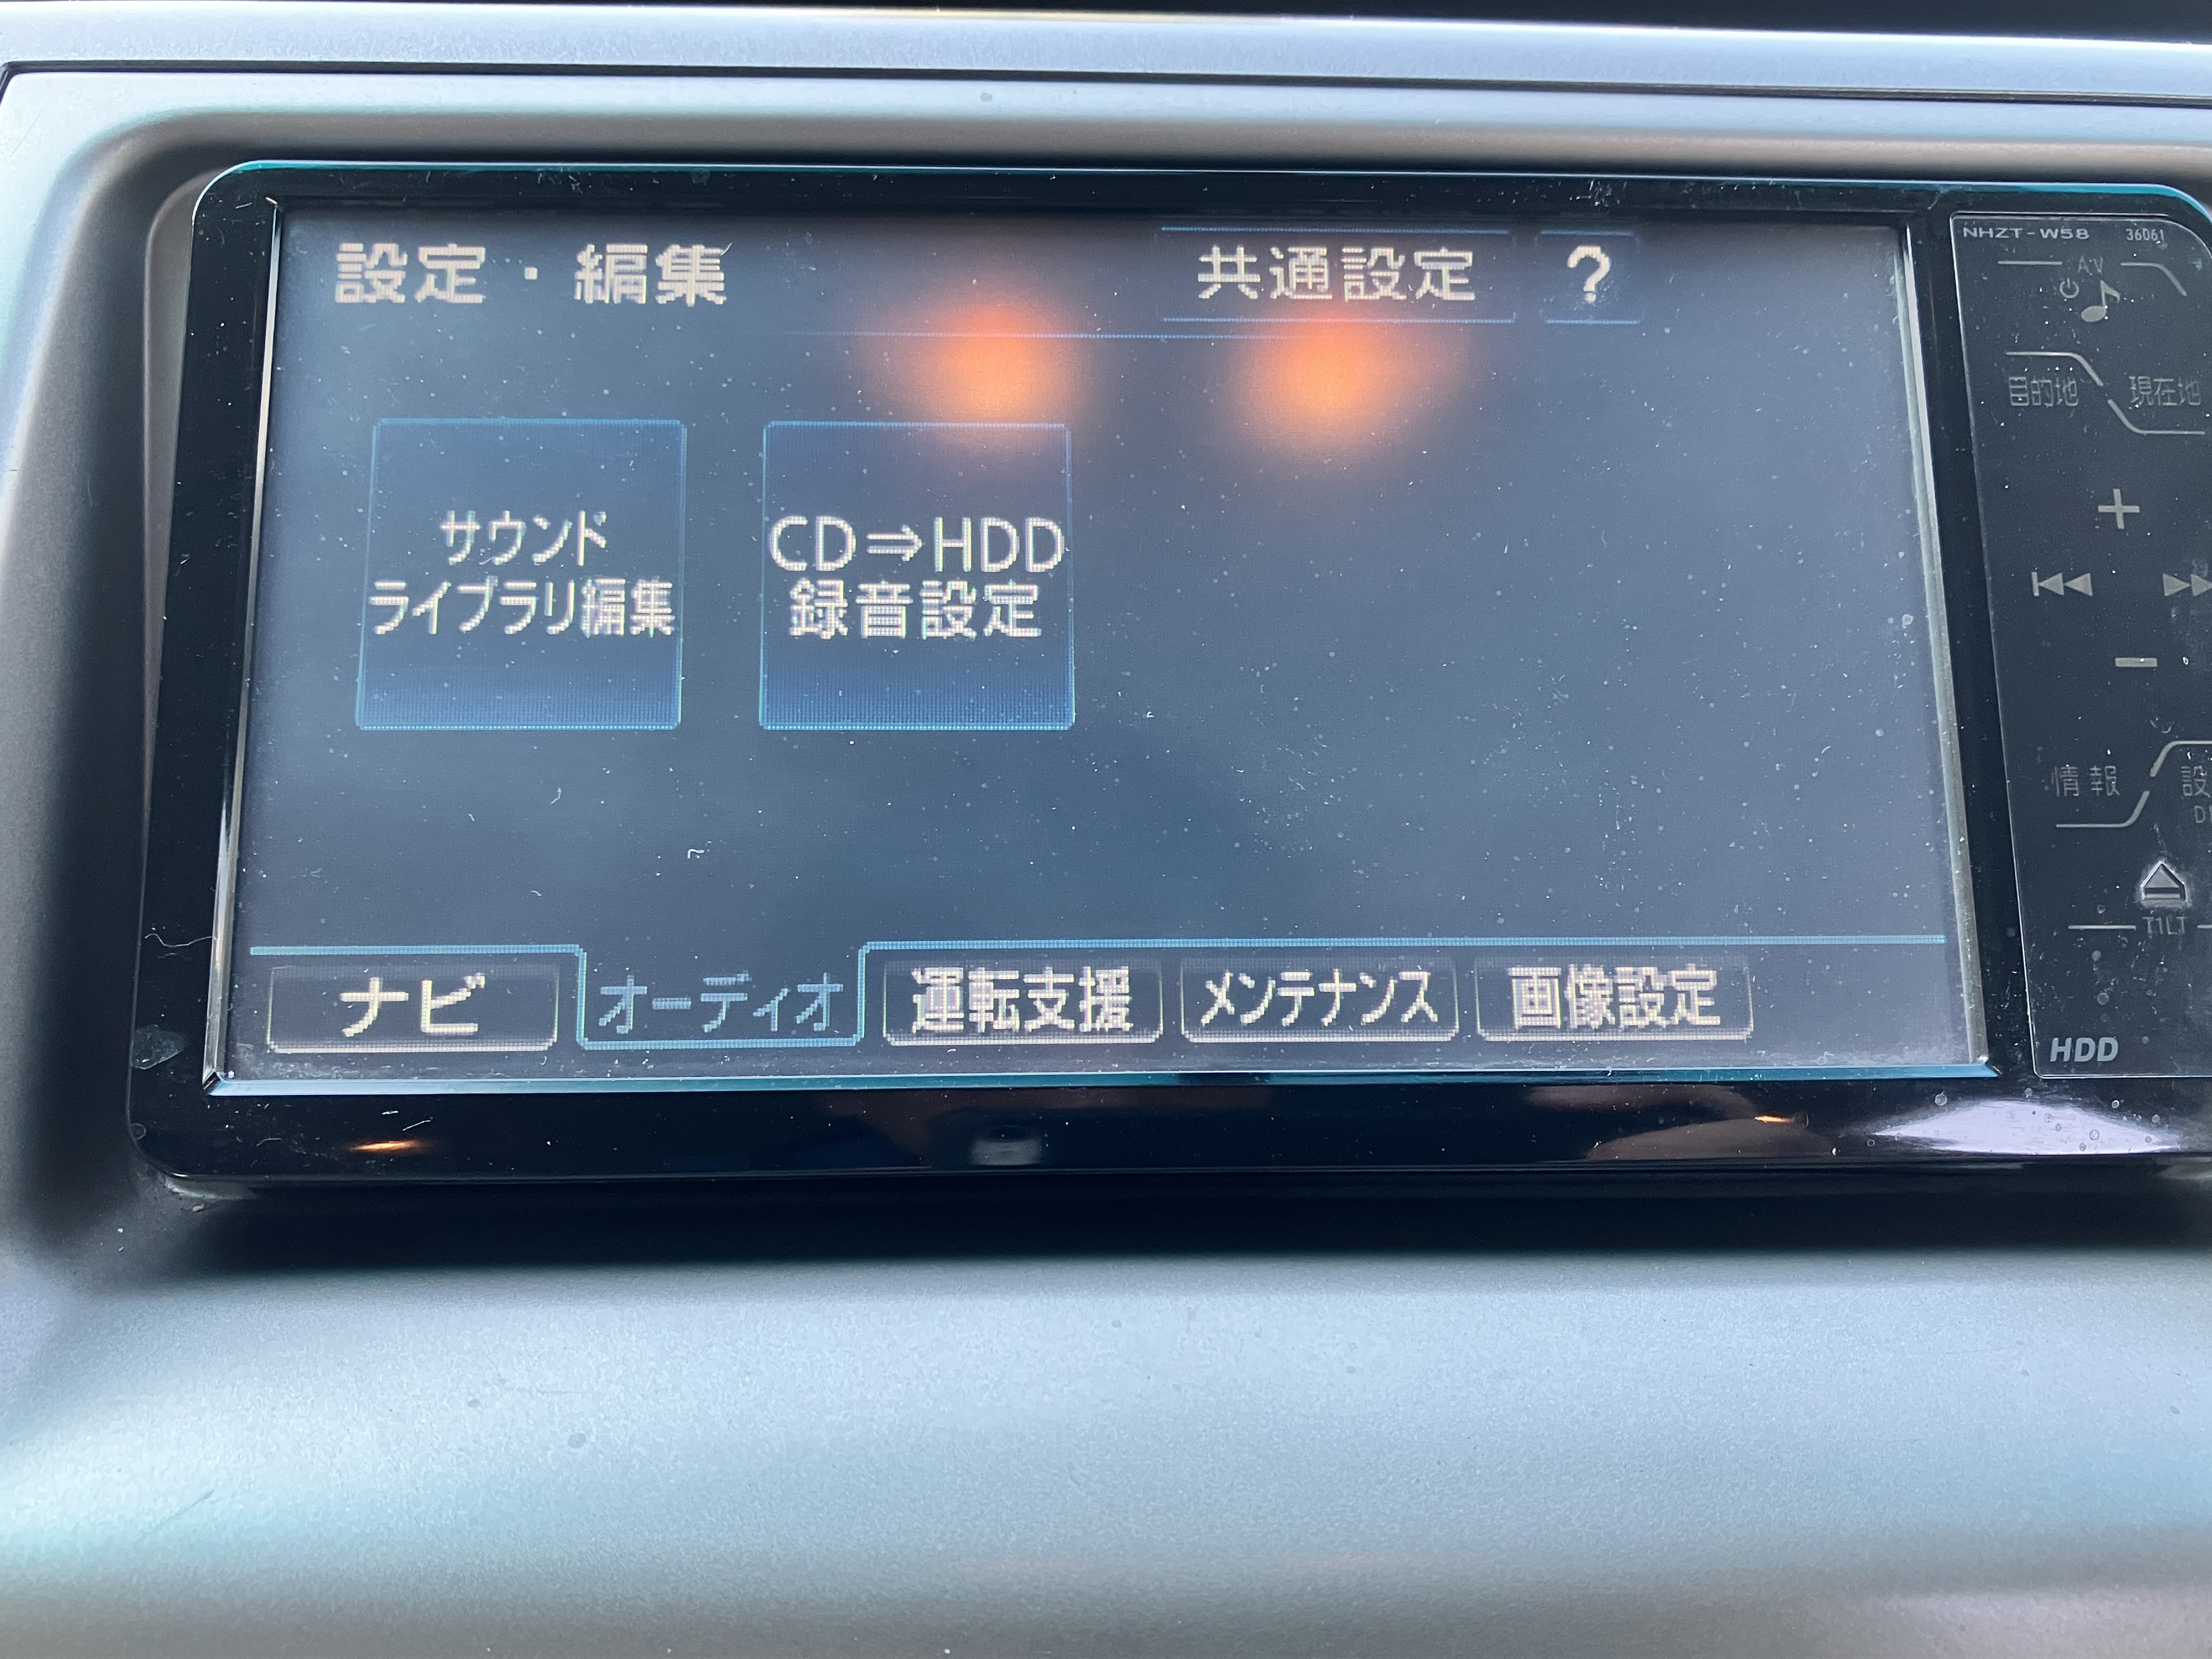 設定・編集
共通設定
?
サウンド
ライブラリ編集
CD⇒HDD
録音設定
ナビ
オーディオ
運転支援
メンテナンス
画像設定
NHZT-W58
36061
AV
目的地
現在地
+
−
情報
設
TILT
HDD